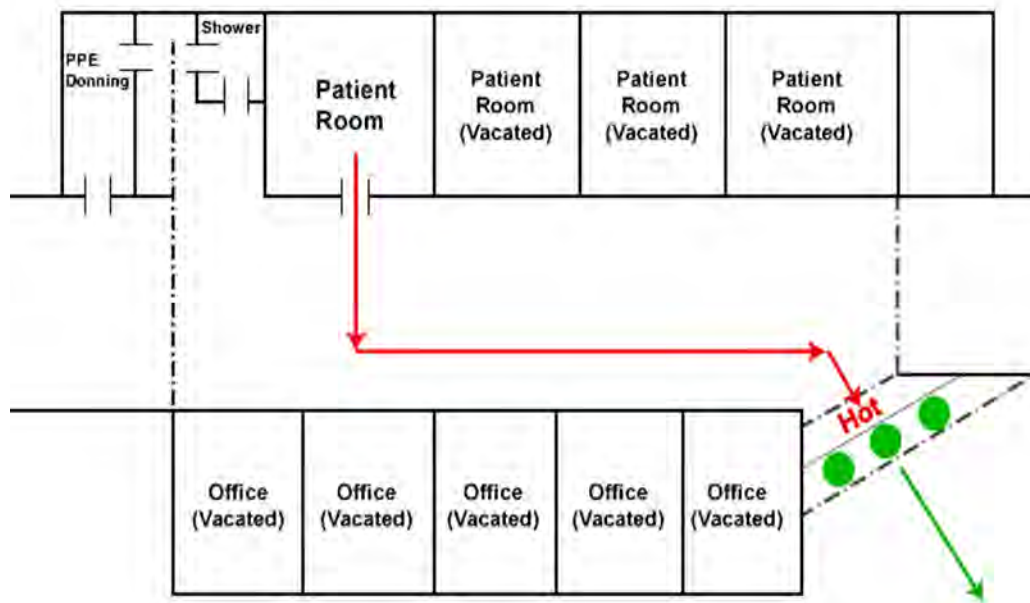 Shower
PPE
Donning
Patient
Room
Patient
Room
(Vacated)
Patient
Room
(Vacated)
Patient
Room
(Vacated)
Hot
Office
(Vacated)
Office
(Vacated)
Office
(Vacated)
Office
(Vacated)
Office
(Vacated)